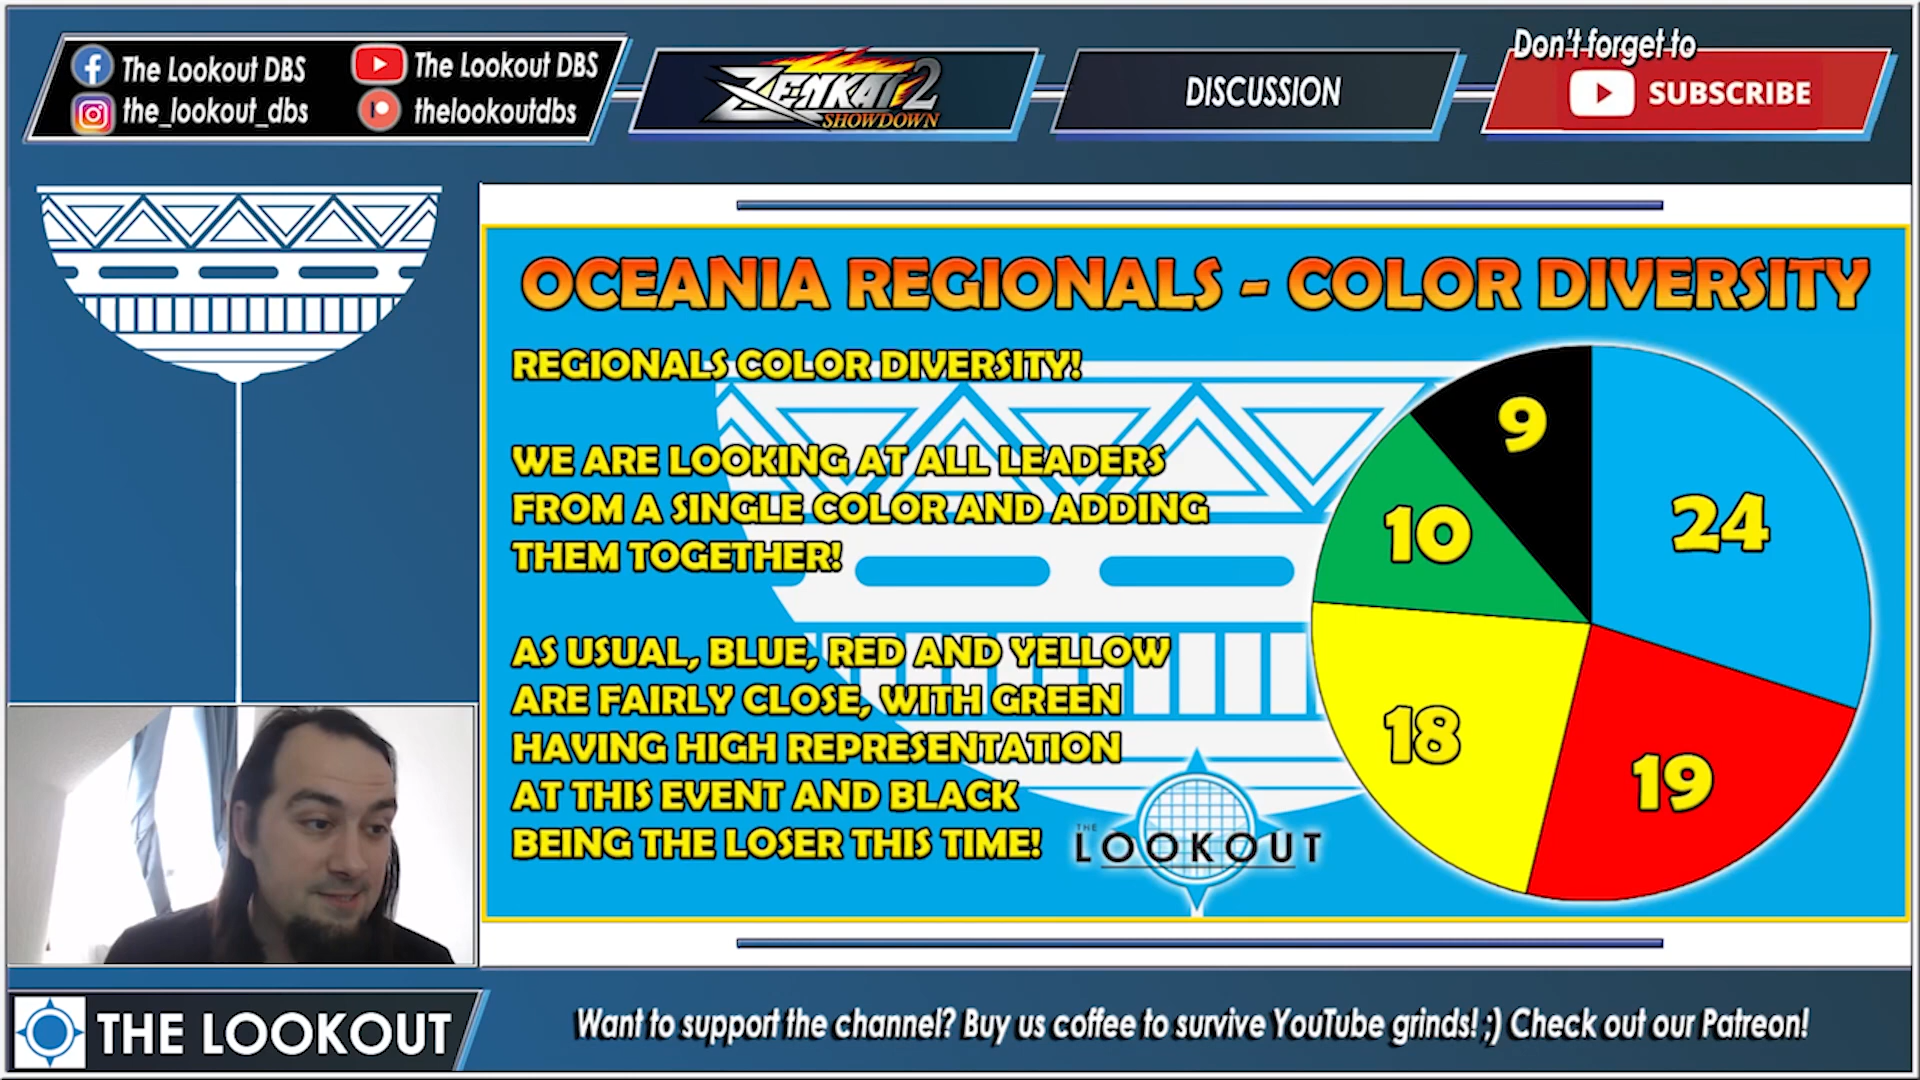 The Lookout DBS
The Lookout DBS
the_lookout_dbs
thelookoutdbs
ZENKAI 2
SHOWDOWN
DISCUSSION
Don't forget to
SUBSCRIBE
OCEANIA REGIONALS - COLOR DIVERSITY
REGIONALS COLOR DIVERSITY!
WE ARE LOOKING AT ALL LEADERS
FROM A SINGLE COLOR AND ADDING
THEM TOGETHER!
AS USUAL, BLUE, RED AND YELLOW
ARE FAIRLY CLOSE, WITH GREEN
HAVING HIGH REPRESENTATION
AT THIS EVENT AND BLACK
BEING THE LOSER THIS TIME!
9
24
10
18
19
THE
LOOKOUT
THE LOOKOUT
Want to support the channel? Buy us coffee to survive YouTube grinds! ;) Check out our Patreon!